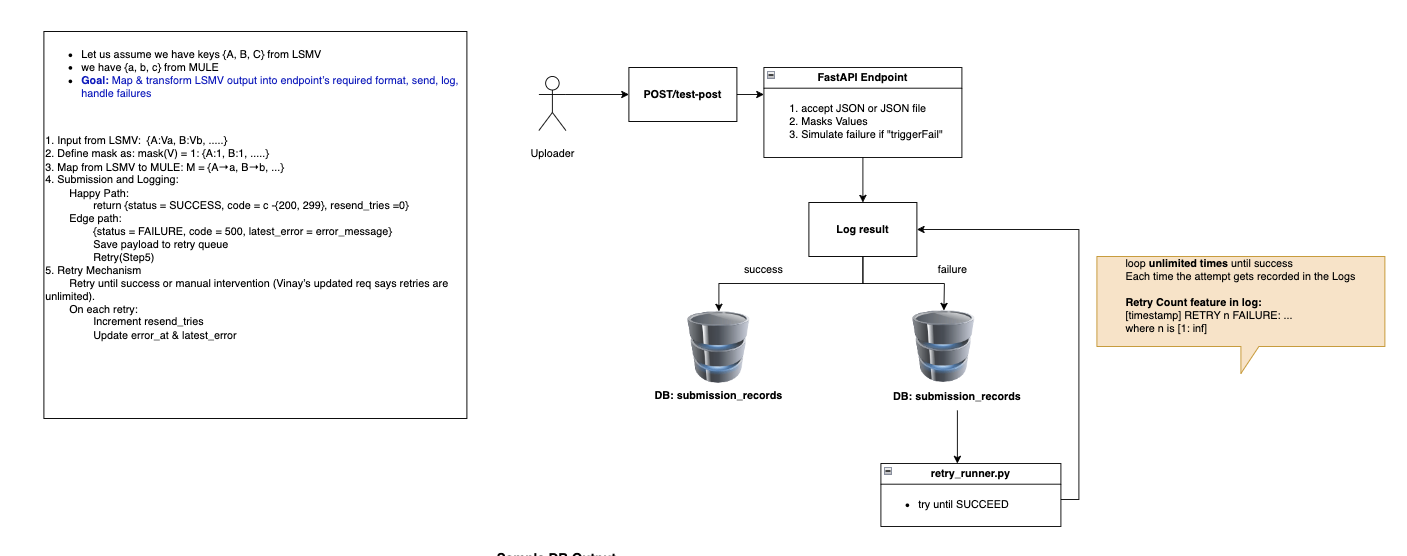 Let us assume we have keys {A, B, C} from LSMV
we have {a, b, c} from MULE
Goal: Map & transform LSMV output into endpoint's required format, send, log,
handle failures
1. Input from LSMV:  {A:Va, B:Vb, .....}
2. Define mask as: mask(V) = 1: {A:1, B:1, .....}
3. Map from LSMV to MULE: M = {A→a, B→b, ...}
4. Submission and Logging:
Happy Path:
return {status = SUCCESS, code = c -{200, 299}, resend_tries =0}
Edge path:
{status = FAILURE, code = 500, latest_error = error_message}
Save payload to retry queue
Retry(Step5)
5. Retry Mechanism
Retry until success or manual intervention (Vinay's updated req says retries are
unlimited).
On each retry:
Increment resend_tries
Update error_at & latest_error
Uploader
POST/test-post
FastAPI Endpoint
1. accept JSON or JSON file
2. Masks Values
3. Simulate failure if "triggerFail"
Log result
success
failure
DB: submission_records
DB: submission_records
retry_runner.py
try until SUCCEED
loop unlimited times until success
Each time the attempt gets recorded in the Logs
Retry Count feature in log:
[timestamp] RETRY n FAILURE: ...
where n is [1: inf]
Sample DB Output